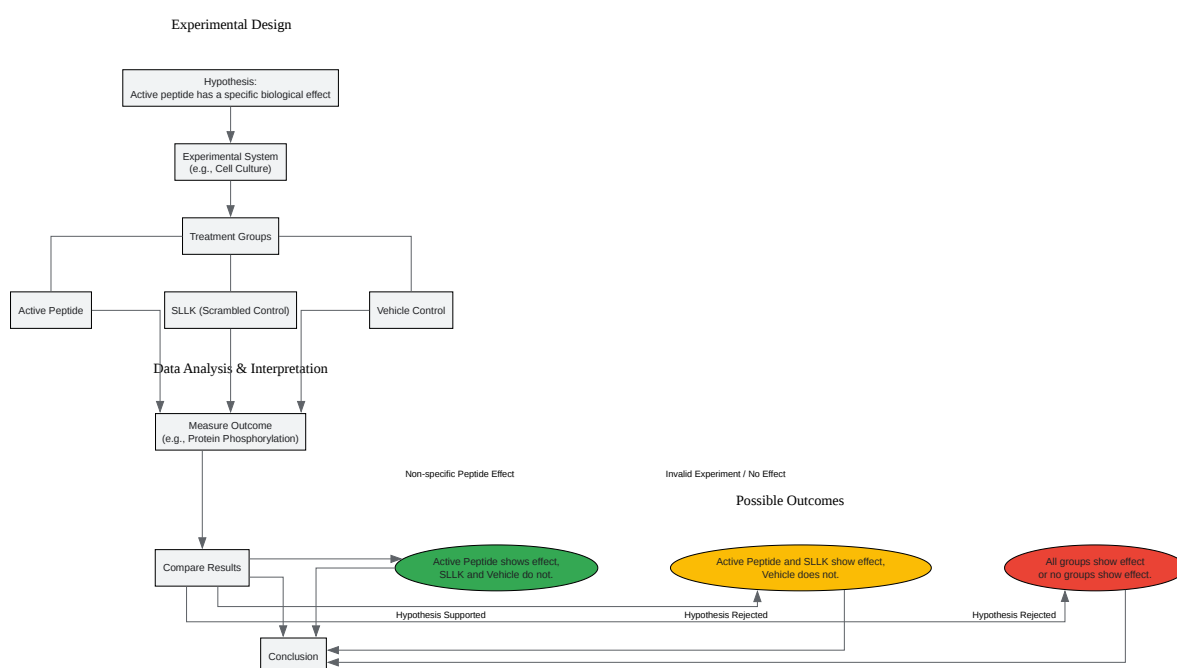 Experimental Design
Hypothesis:
Active peptide has a specific biological effect
Experimental System
(e.g., Cell Culture)
Treatment Groups
Active Peptide
SLLK (Scrambled Control)
Vehicle Control
Data Analysis & Interpretation
Measure Outcome
(e.g., Protein Phosphorylation)
Non-specific Peptide Effect
Invalid Experiment / No Effect
Possible Outcomes
Compare Results
Active Peptide shows effect,
SLLK and Vehicle do not.
Active Peptide and SLLK show effect,
Vehicle does not.
All groups show effect
or no groups show effect.
Hypothesis Supported
Hypothesis Rejected
Hypothesis Rejected
Conclusion